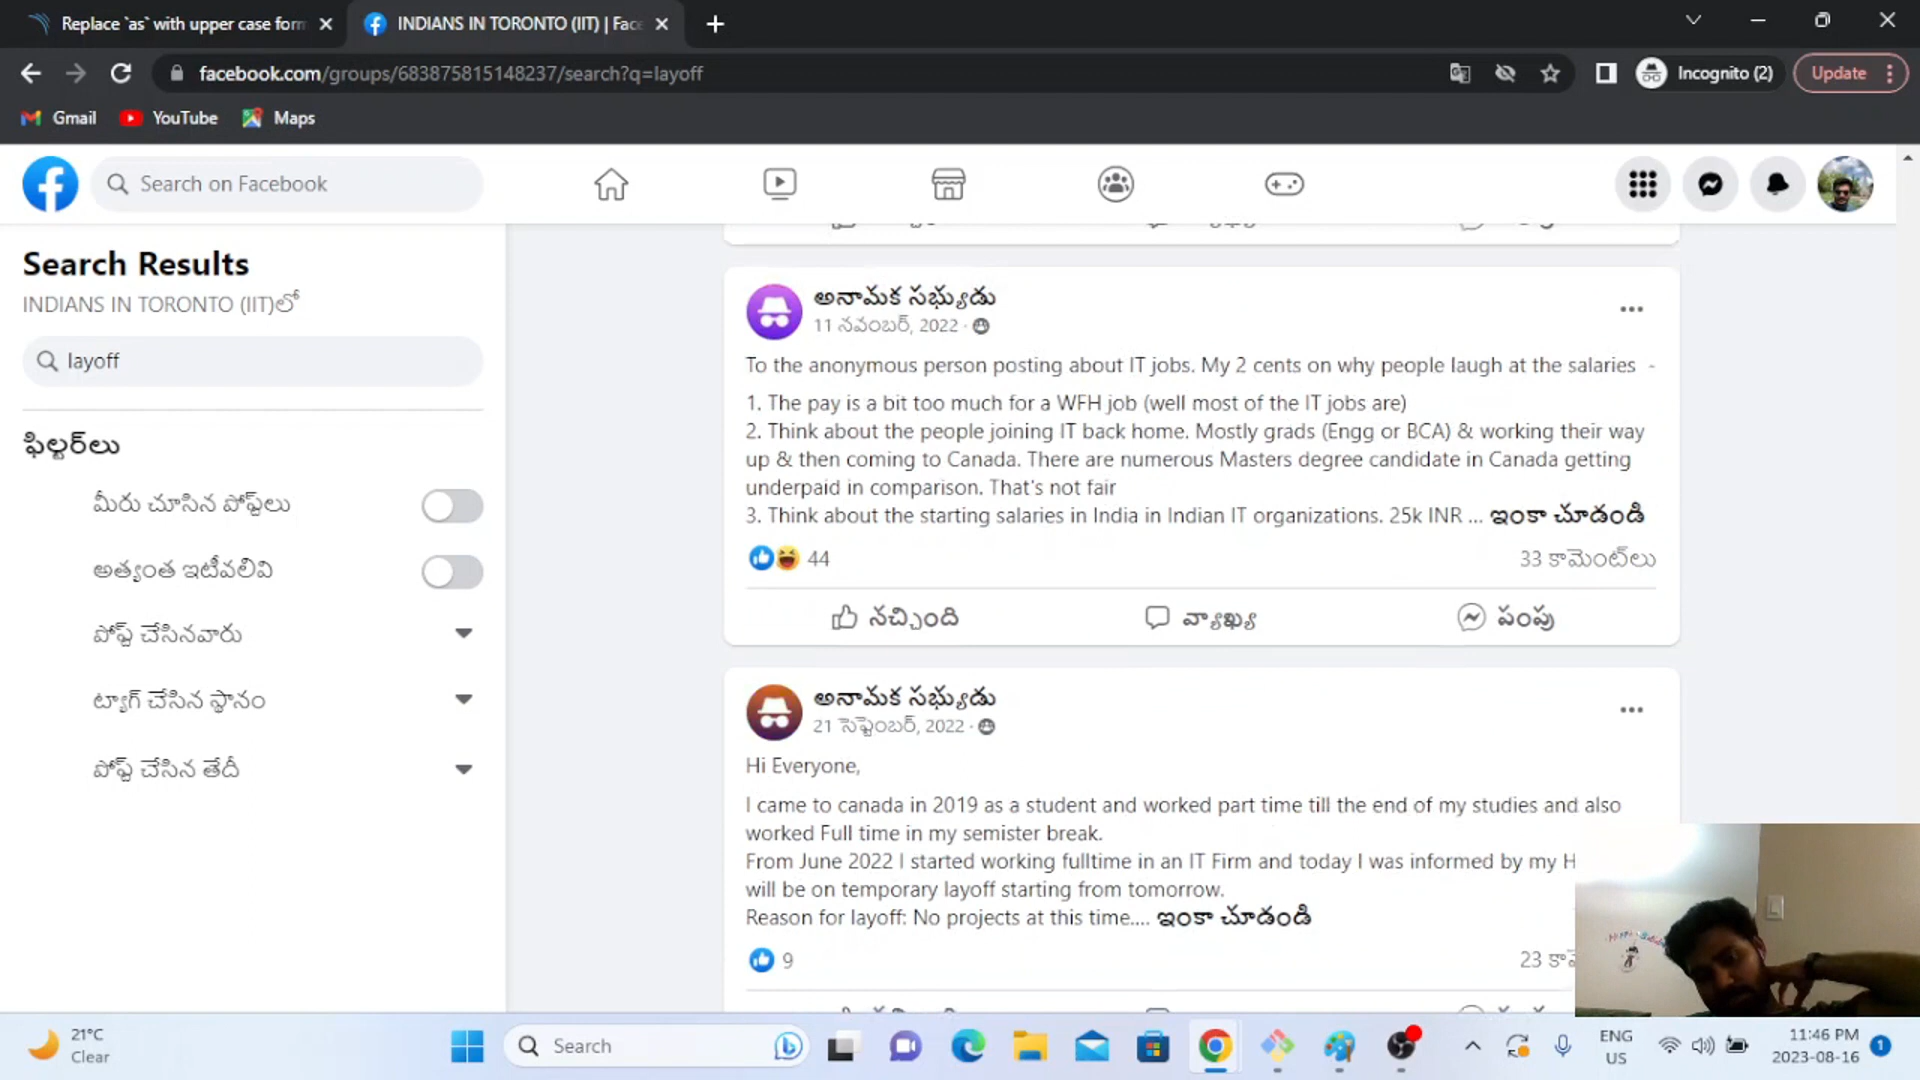 Replace `as` with upper case for
INDIANS IN TORONTO (IIT) | Face
facebook.com/groups/683875815148237/search?q=layoff
Incognito (2)
Update
Gmail
YouTube
Maps
Search on Facebook
Search Results
INDIANS IN TORONTO (IIT)లో
layoff
ఫిల్టర్‌లు
మీరు చూసిన పోస్ట్‌లు
అత్యంత ఇటీవలివి
పోస్ట్ చేసినవారు
ట్యాగ్ చేసిన స్థానం
పోస్ట్ చేసిన తేదీ
అనామక సభ్యుడు
11 నవంబర్, 2022 ·
To the anonymous person posting about IT jobs. My 2 cents on why people laugh at the salaries -
1. The pay is a bit too much for a WFH job (well most of the IT jobs are)
2. Think about the people joining IT back home. Mostly grads (Engg or BCA) & working their way
up & then coming to Canada. There are numerous Masters degree candidate in Canada getting
underpaid in comparison. That's not fair
3. Think about the starting salaries in India in Indian IT organizations. 25k INR ... ఇంకా చూడండి
44
33 కామెంట్‌లు
నచ్చింది
వ్యాఖ్య
పంపు
అనామక సభ్యుడు
21 సెప్టెంబర్, 2022 ·
Hi Everyone,
I came to canada in 2019 as a student and worked part time till the end of my studies and also
worked Full time in my semister break.
From June 2022 I started working fulltime in an IT Firm and today I was informed by my H
will be on temporary layoff starting from tomorrow.
Reason for layoff: No projects at this time.... ఇంకా చూడండి
9
23
21°C
Clear
Search
ENG
US
11:46 PM
2023-08-16
1